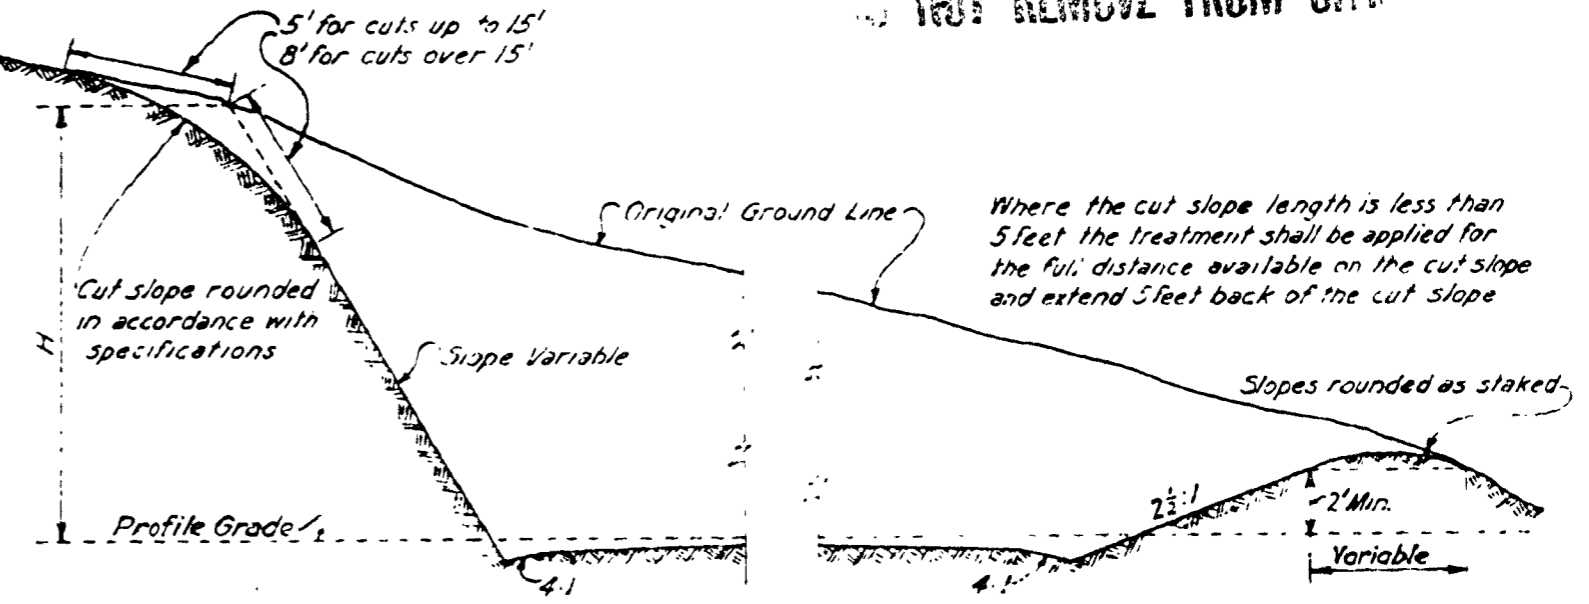 NOT REMOVE FROM
5' for cuts up to 15'
8' for cuts over 15'
Original Ground Line
Where the cut slope length is less than
5 feet the treatment shall be applied for
the full distance available on the cut slope
and extend 5 feet back of the cut slope
Cut slope rounded
in accordance with
specifications
H
Slope Variable
Slopes rounded as staked
2½:1
2' Min.
Profile Grade
Variable
4:1
4:1